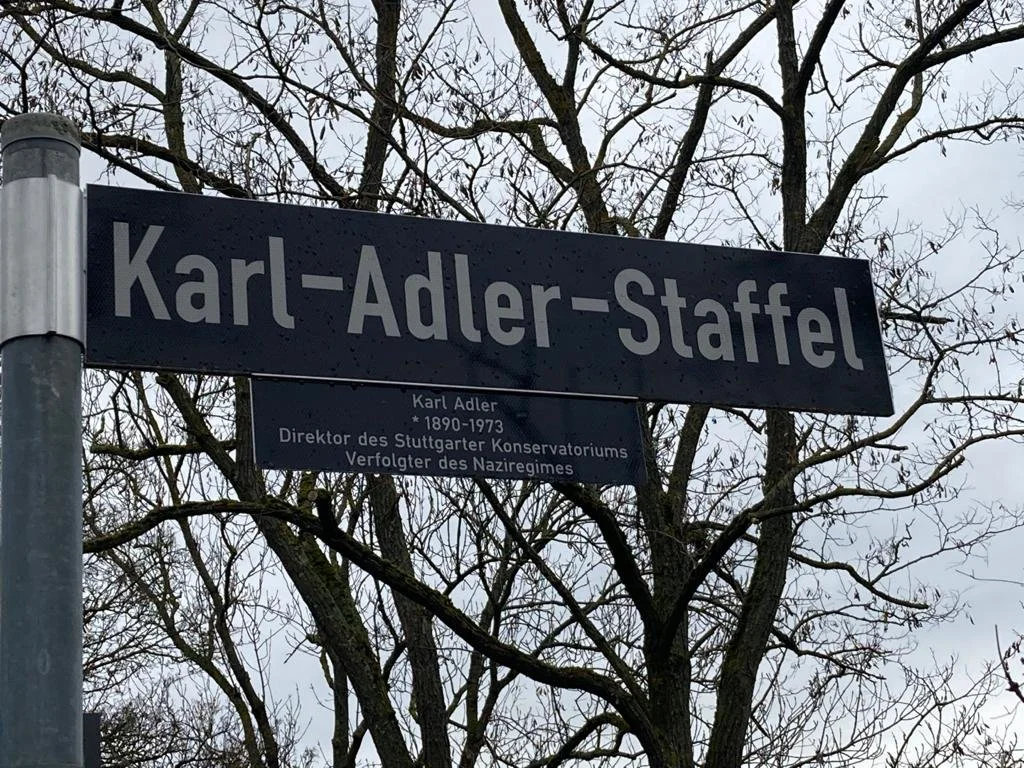 Karl-Adler-Staffel
Karl Adler
* 1890-1973
Direktor des Stuttgarter Konservatoriums
Verfolgter des Naziregimes